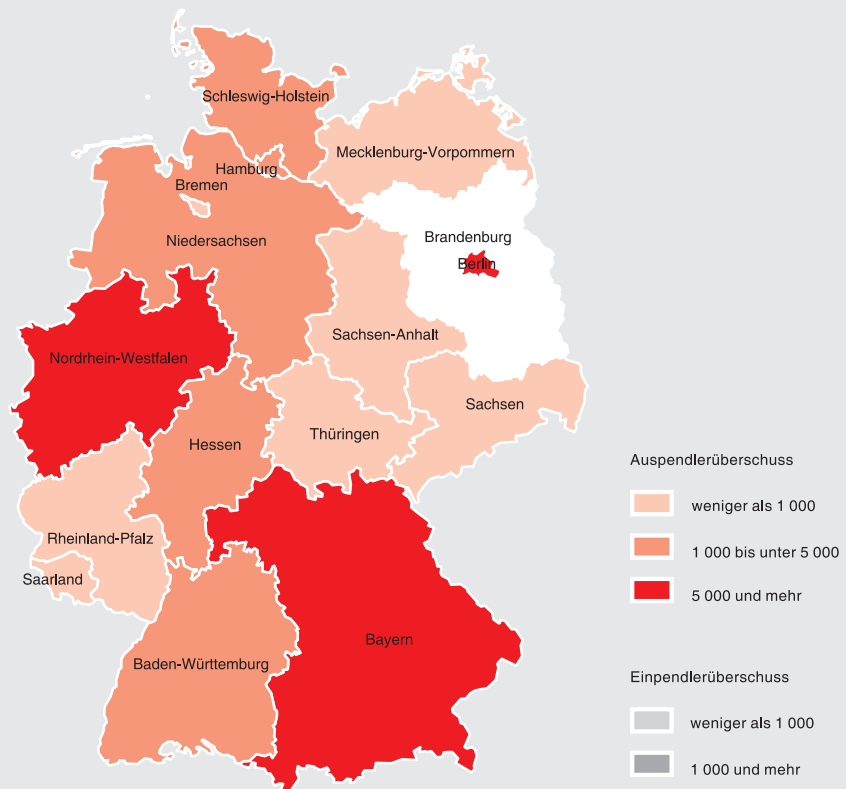 Schleswig-Holstein
Mecklenburg-Vorpommern
Hamburg
Bremen
Brandenburg
Niedersachsen
Berlin
Sachsen-Anhalt
Nordrhein-Westfalen
Sachsen
Thüringen
Hessen
Rheinland-Pfalz
Saarland
Bayern
Baden-Württemberg
Auspendlerüberschuss
weniger als 1 000
1 000 bis unter 5 000
5 000 und mehr
Einpendlerüberschuss
weniger als 1 000
1 000 und mehr